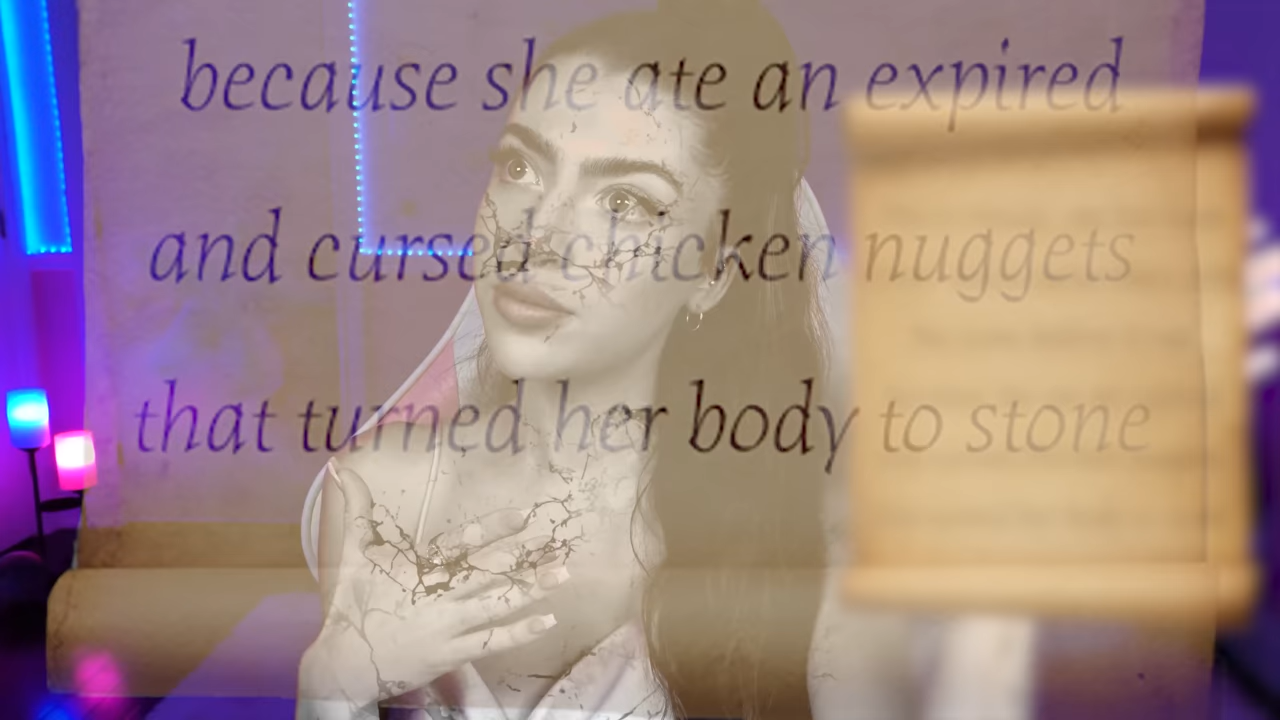 because she ate an expired
and cursed chicken nuggets
that turned her body to stone